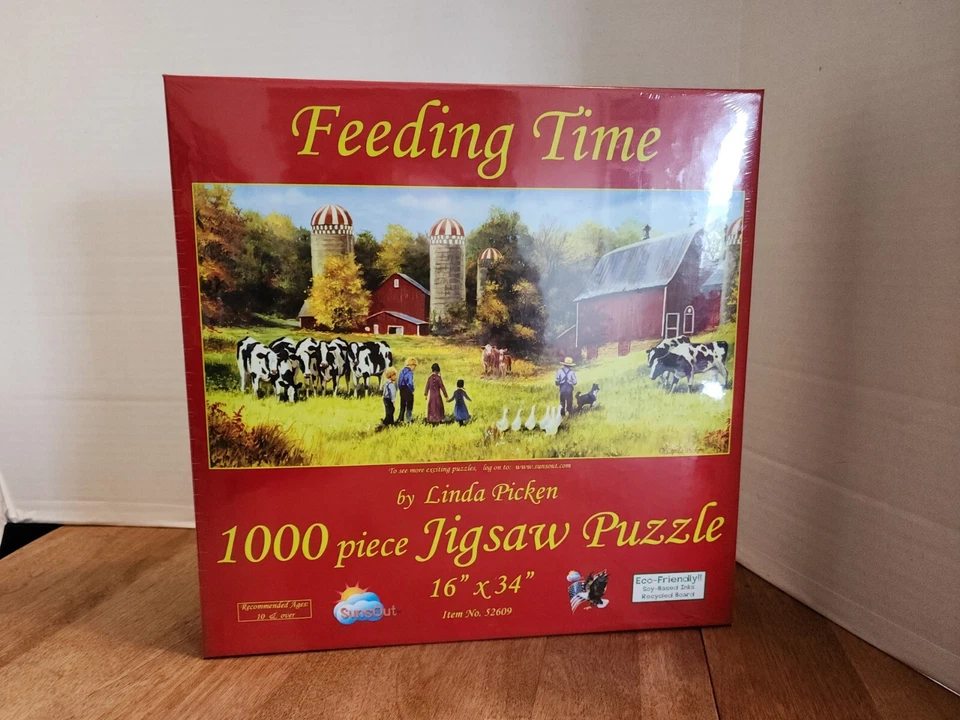 Feeding Time
To see more exciting puzzles, log on to: www.sunsout.com
by Linda Picken
1000 piece Jigsaw Puzzle
16" x 34"
Item No. 52609
Recommended Ages:
10 & over
SunsOut
Eco-Friendly!!
Soy-Based Inks
Recycled Board